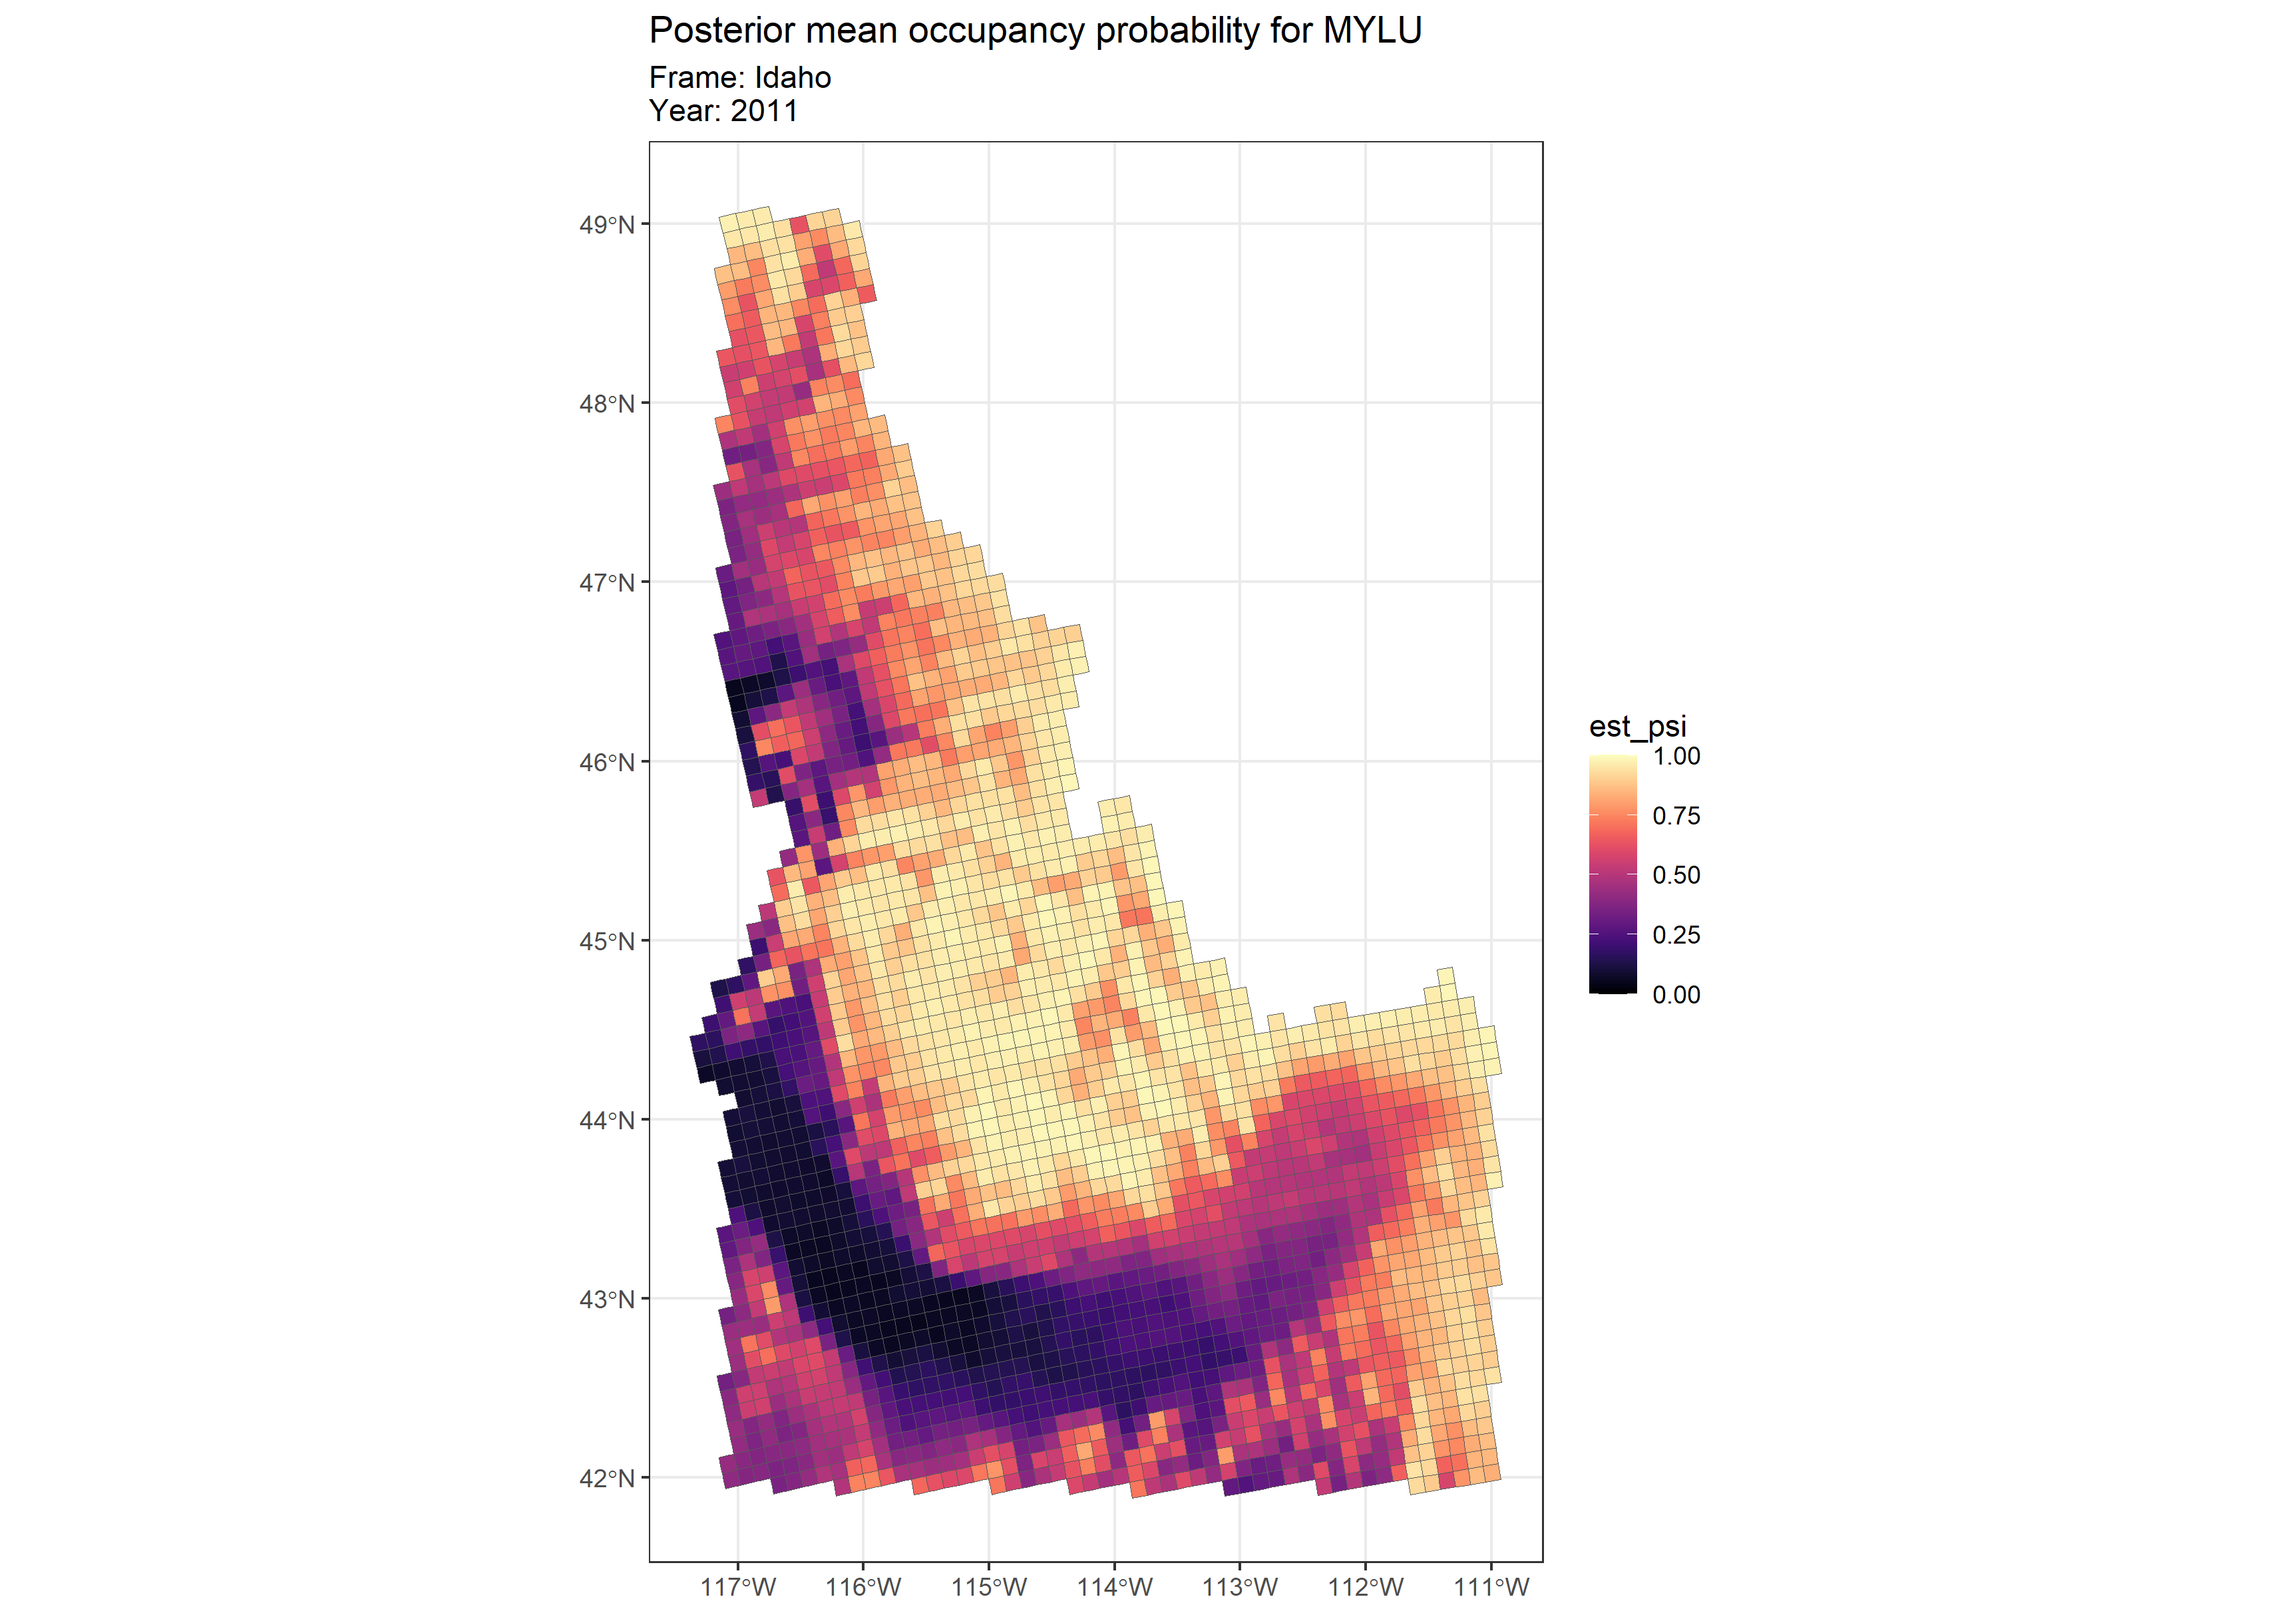 Posterior mean occupancy probability for MYLU
Frame: Idaho
Year: 2011
49°N
48°N
47°N
46°N
45°N
44°N
43°N
42°N
117°W 116°W 115°W 114°W 113°W 112°W 111°W
est_psi
1.00
0.75
0.50
0.25
0.00